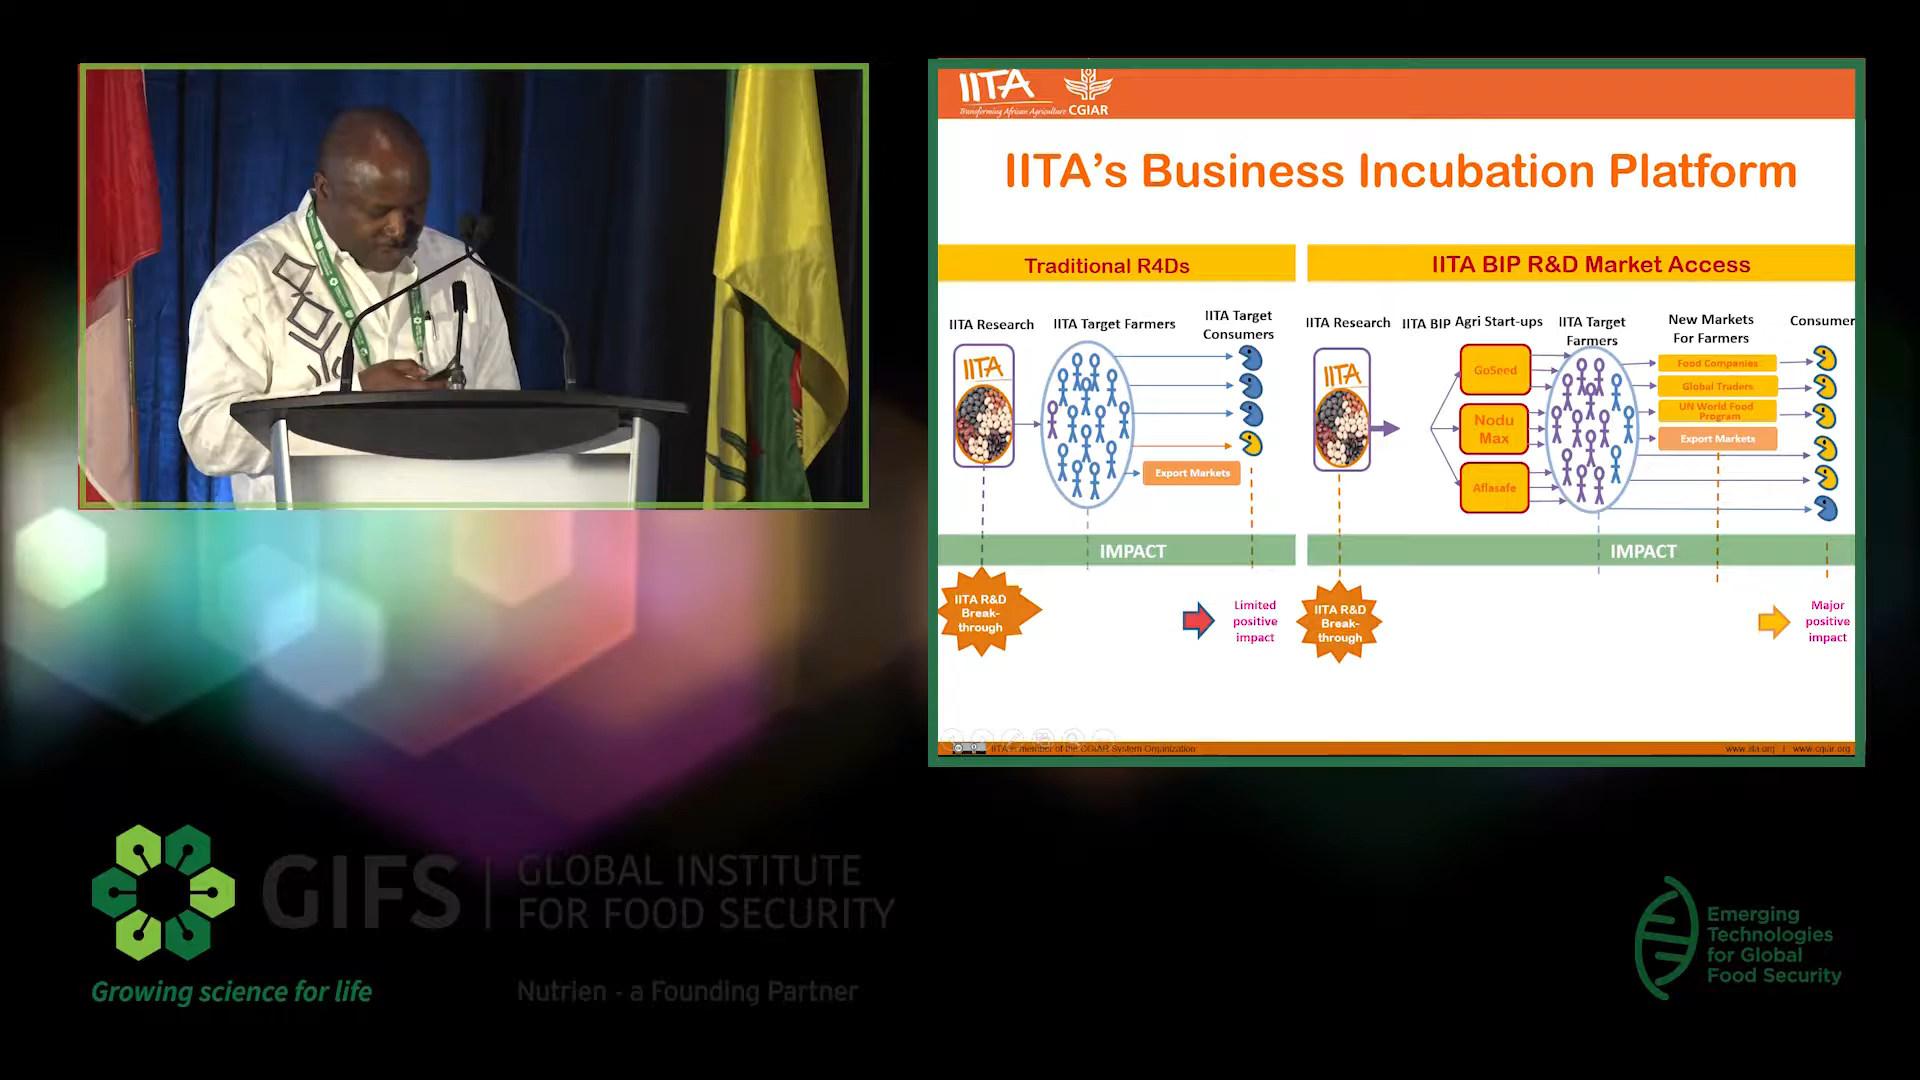 IITA
Transforming African Agriculture
CGIAR
IITA's Business Incubation Platform
Traditional R4Ds
IITA BIP R&D Market Access
IITA Research
IITA Target Farmers
IITA Target
Consumers
IITA
Export Markets
IITA Research
IITA BIP Agri Start-ups
IITA Target
Farmers
New Markets
For Farmers
Consumer
IITA
GoSeed
Nodu
Max
Aflasafe
Food Companies
Global Traders
UN World Food
Program
Export Markets
IMPACT
IMPACT
IITA R&D
Break-
through
Limited
positive
impact
IITA R&D
Break-
through
Major
positive
impact
IITA is member of the CGIAR System Organization
www.iita.org | www.cgiar.org
GIFS
GLOBAL INSTITUTE
FOR FOOD SECURITY
Growing science for life
Nutrien - a Founding Partner
Emerging
Technologies
for Global
Food Security